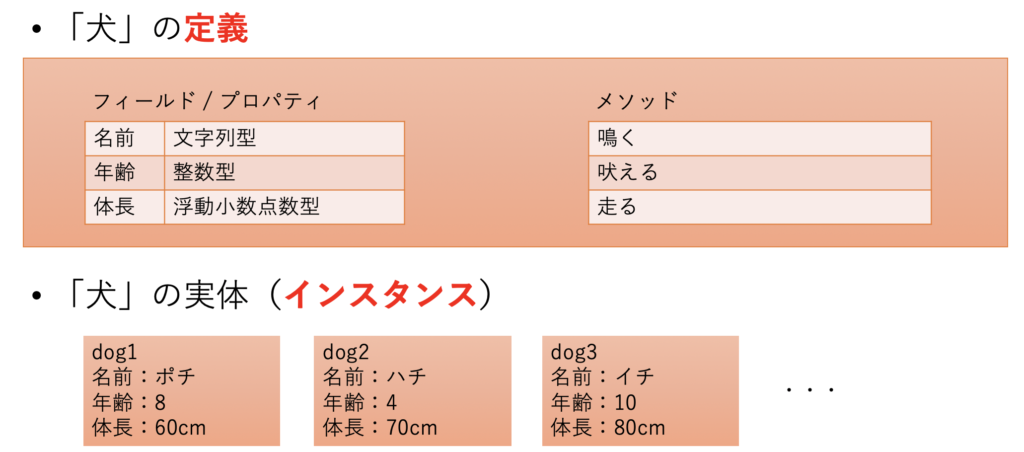 • 「犬」の定義
フィールド / プロパティ
名前 文字列型
年齢 整数型
体長 浮動小数点数型
メソッド
鳴く
吠える
走る
• 「犬」の実体（インスタンス）
dog1
名前：ポチ
年齢：8
体長：60cm
dog2
名前：ハチ
年齢：4
体長：70cm
dog3
名前：イチ
年齢：10
体長：80cm
・・・